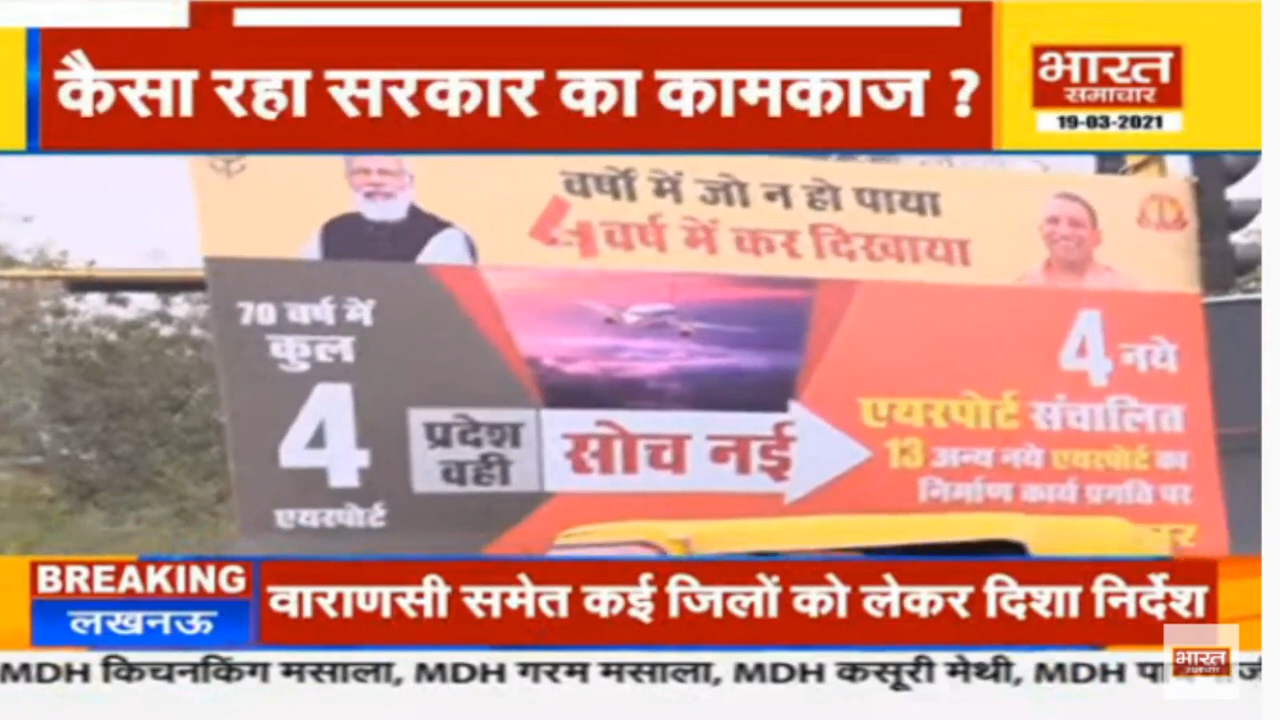 कैसा रहा सरकार का कामकाज ?
भारत
समाचार
19-03-2021
वर्षो में जो न हो पाया
4 वर्ष में कर दिखाया
70 वर्ष में
कुल
4
एयरपोर्ट
प्रदेश
वही
सोच नई
4 नये
एयरपोर्ट संचालित
13 अन्य नये एयरपोर्ट का
निर्माण कार्य प्रगति पर
BREAKING
लखनऊ
वाराणसी समेत कई जिलों को लेकर दिशा निर्देश
MDH किचनकिंग मसाला, MDH गरम मसाला, MDH कसूरी मेथी, MDH
भारत
समाचार